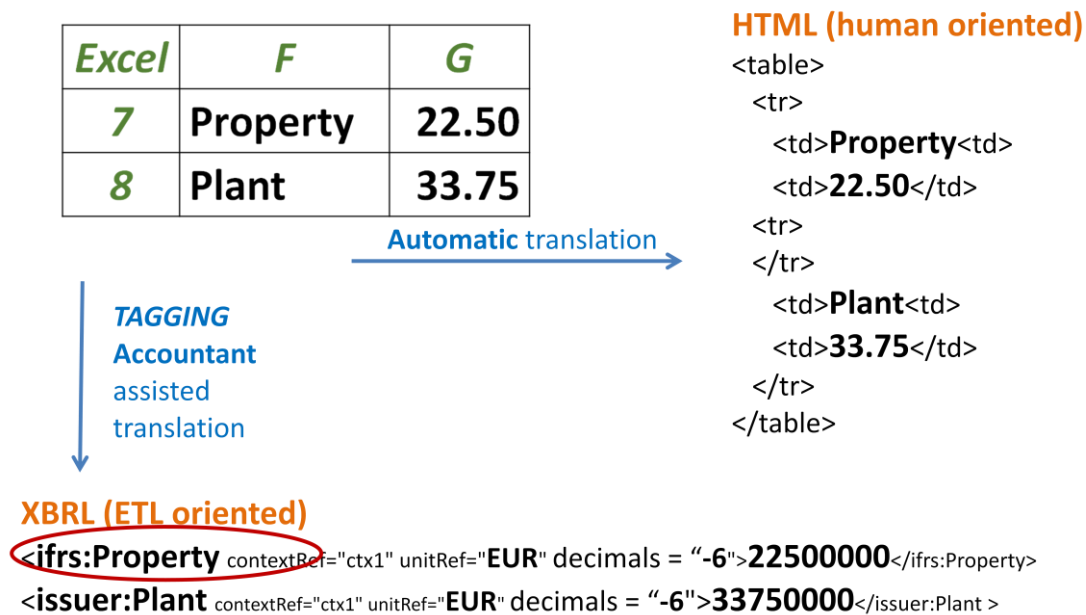 Excel F G
7 Property 22.50
8 Plant 33.75
Automatic translation
TAGGING
Accountant
assisted
translation
HTML (human oriented)
<table>
<tr>
<td>Property<td>
<td>22.50</td>
<tr>
</tr>
<td>Plant<td>
<td>33.75</td>
</tr>
</table>
XBRL (ETL oriented)
<ifrs:Property contextRef="ctx1" unitRef="EUR" decimals = “-6">22500000</ifrs:Property>
<issuer:Plant contextRef="ctx1" unitRef="EUR" decimals = “-6">33750000</issuer:Plant >